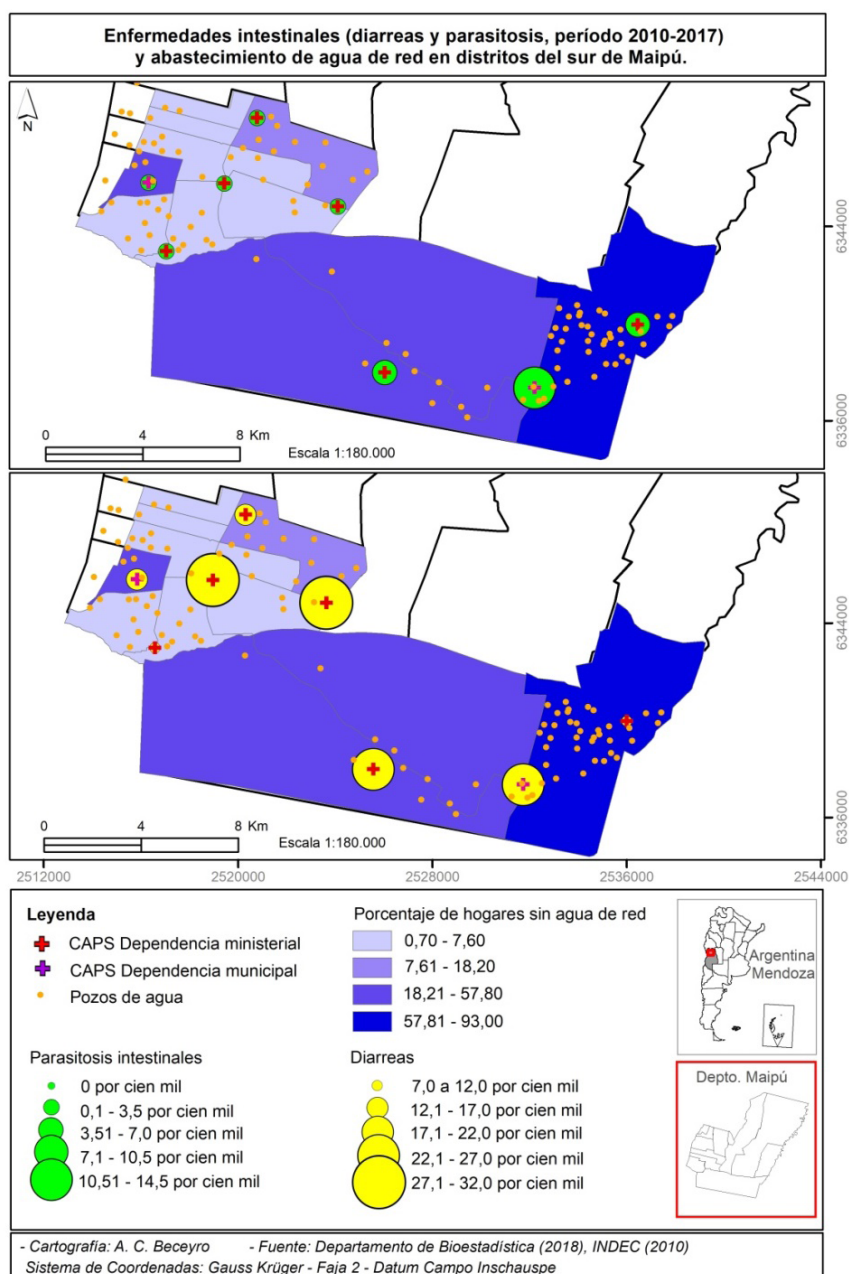 Enfermedades intestinales (diarreas y parasitosis, período 2010-2017)
y abastecimiento de agua de red en distritos del sur de Maipú.
N
6344000
6336000
0 4 8 Km
Escala 1:180.000
6344000
6336000
0 4 8 Km
Escala 1:180.000
2512000 2520000 2528000 2536000 2544000
Leyenda
CAPS Dependencia ministerial
CAPS Dependencia municipal
Pozos de agua
Porcentaje de hogares sin agua de red
0,70 - 7,60
7,61 - 18,20
18,21 - 57,80
57,81 - 93,00
Argentina
Mendoza
Parasitosis intestinales
0 por cien mil
0,1 - 3,5 por cien mil
3,51 - 7,0 por cien mil
7,1 - 10,5 por cien mil
10,51 - 14,5 por cien mil
Diarreas
7,0 a 12,0 por cien mil
12,1 - 17,0 por cien mil
17,1 - 22,0 por cien mil
22,1 - 27,0 por cien mil
27,1 - 32,0 por cien mil
Depto. Maipú
- Cartografía: A. C. Beceyro - Fuente: Departamento de Bioestadística (2018), INDEC (2010)
Sistema de Coordenadas: Gauss Krüger - Faja 2 - Datum Campo Inschauspe